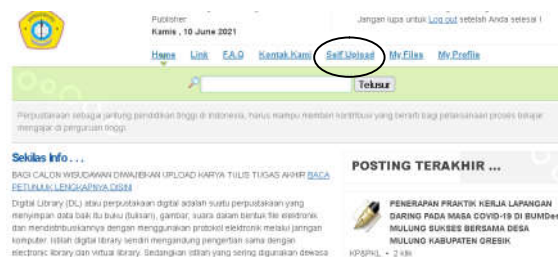 Publisher
Jangan lupa untuk Log out setelah Anda selesai !
Kamis , 10 June 2021
Home Link F.A.Q Kontak Kami Self Upload My Files My Profile
Telusur
Perpustakaan sebagai jantung pendidikan tinggi di Indonesia, harus mampu memberi kontribusi yang berarti bagi pelaksanaan proses belajar
mengajar di perguruan tinggi.
Sekilas Info . . .
BAGI CALON WISUDAWAN DIWAJIBKAN UPLOAD KARYA TULIS TUGAS AKHIR BACA
PETUNJUK LENGKAPNYA DISINI
Digital Library (DL) atau perpustakaan digital adalah suatu perpustakaan yang
menyimpan data baik itu buku (tulisan), gambar, suara dalam bentuk file elektronik
dan mendistribusikannya dengan menggunakan protokol elektronik melalui jaringan
komputer. Istilah digital library sendiri mengandung pengertian sama dengan
electronic library dan virtual library. Sedangkan istilah yang sering digunakan dewasa
POSTING TERAKHIR ...
PENERAPAN PRAKTIK KERJA LAPANGAN
DARING PADA MASA COVID-19 DI BUMDes
MULUNG SUKSES BERSAMA DESA
MULUNG KABUPATEN GRESIK
KP&PKL • 2 klik